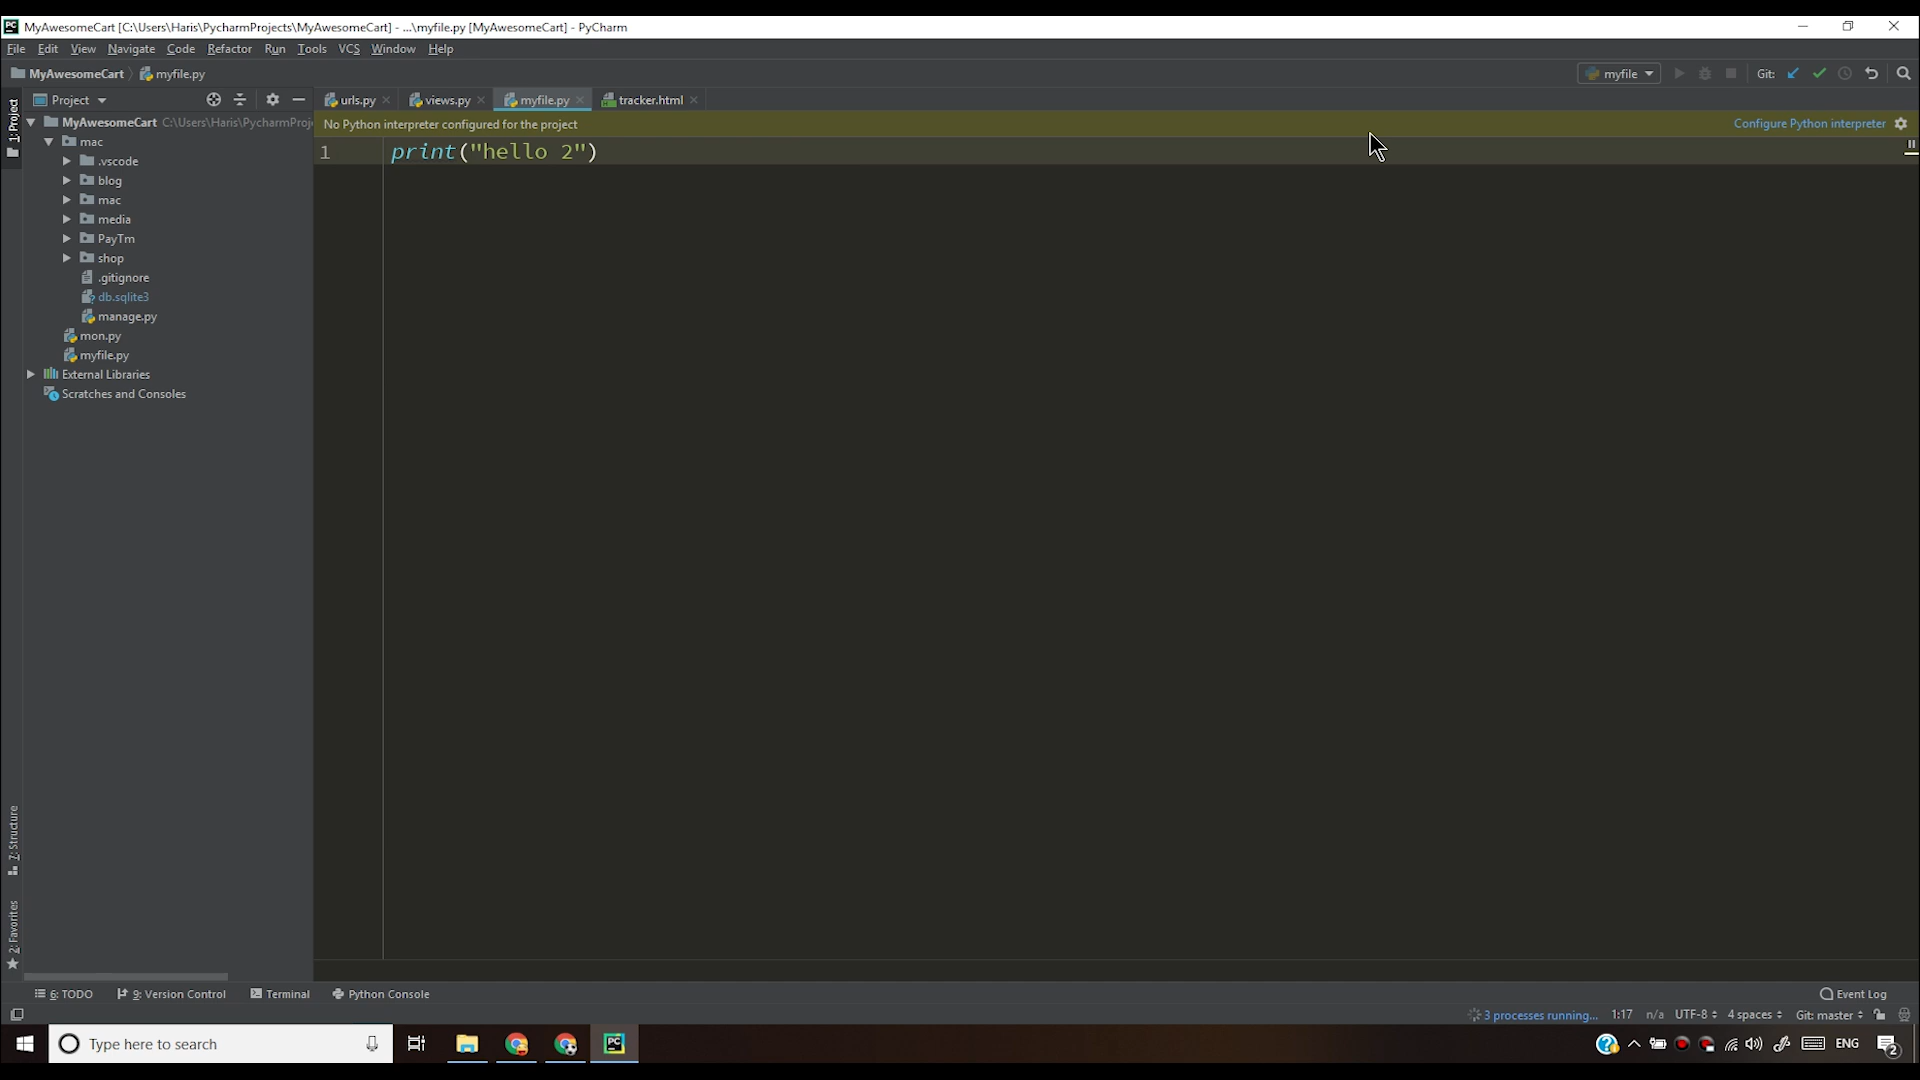 MyAwesomeCart [C:\Users\Haris\PycharmProjects\MyAwesomeCart] - ...\myfile.py [MyAwesomeCart] - PyCharm
File Edit View Navigate Code Refactor Run Tools VCS Window Help
MyAwesomeCart myfile.py
myfile Git:
1: Project
Project
urls.py views.py myfile.py tracker.html
MyAwesomeCart C:\Users\Haris\PycharmProj
No Python interpreter configured for the project Configure Python interpreter
1 print("hello 2")
mac
.vscode
blog
mac
media
PayTm
shop
.gitignore
db.sqlite3
manage.py
mon.py
myfile.py
External Libraries
Scratches and Consoles
7: Structure
2: Favorites
6: TODO 9: Version Control Terminal Python Console Event Log
3 processes running... 1:17 n/a UTF-8 4 spaces Git: master
Type here to search
PC
ENG
2